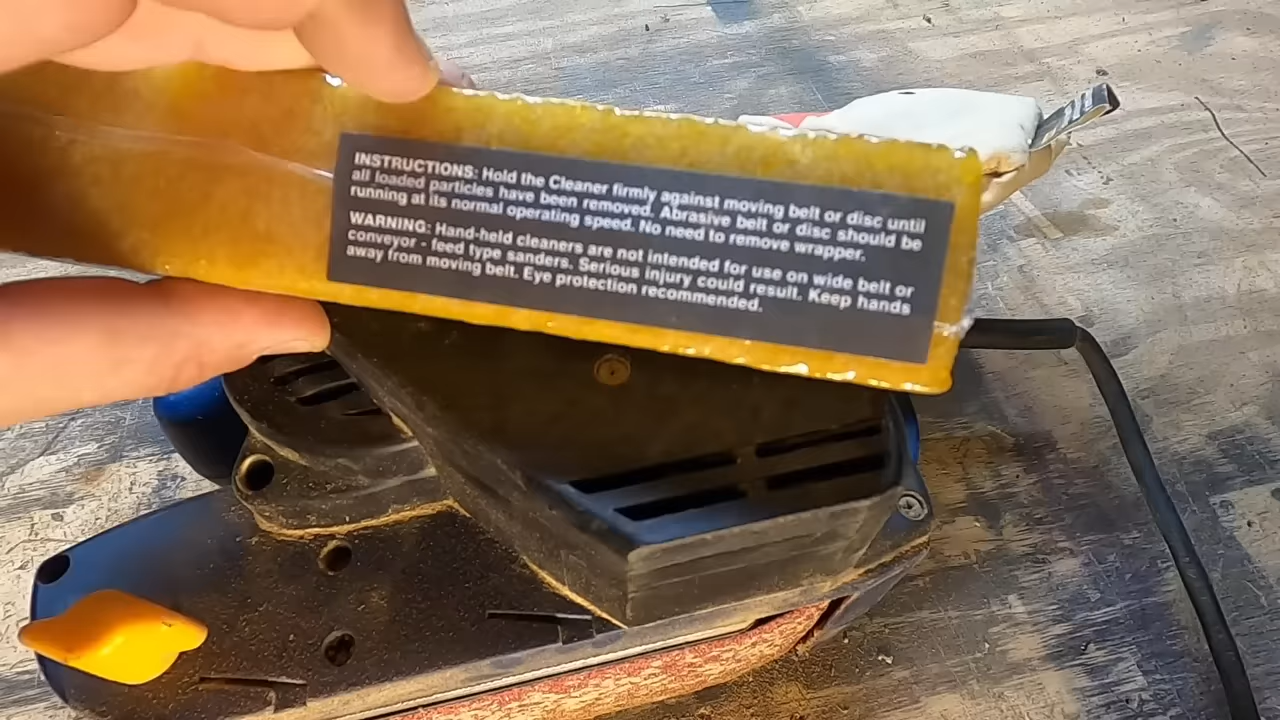 INSTRUCTIONS: Hold the Cleaner firmly against moving belt or disc until
all loaded particles have been removed. Abrasive belt or disc should be
running at its normal operating speed. No need to remove wrapper.
WARNING: Hand-held cleaners are not intended for use on wide belt or
conveyor - feed type sanders. Serious injury could result. Keep hands
away from moving belt. Eye protection recommended.